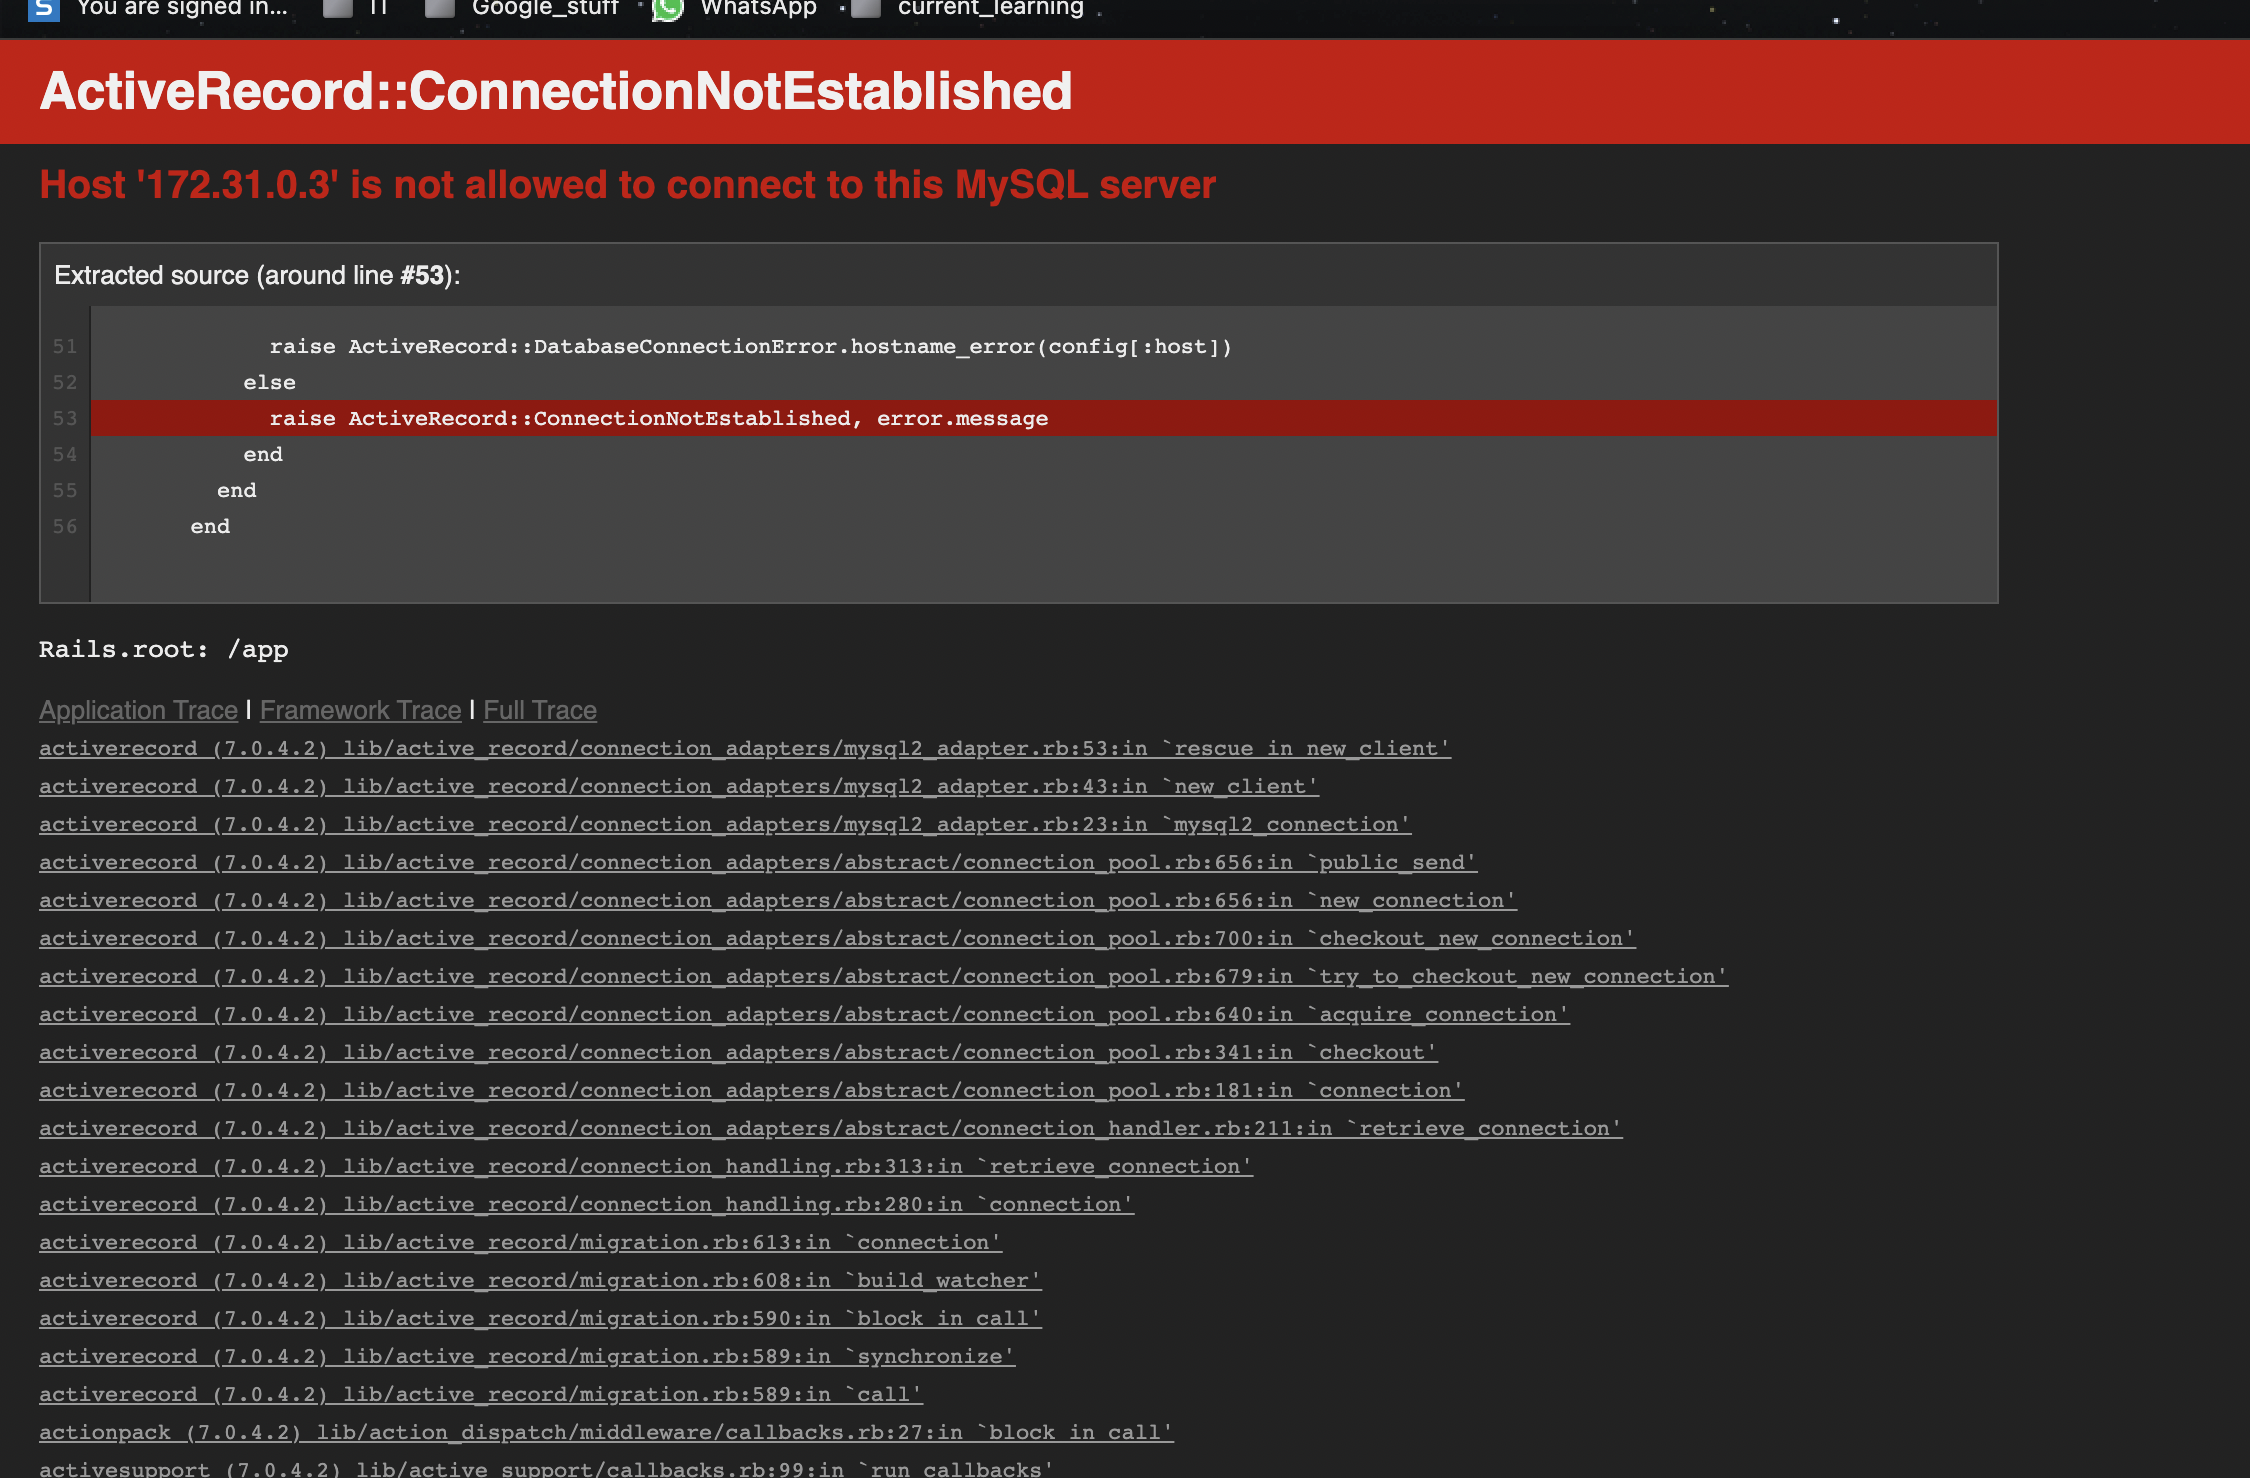 S You are signed in... IT Google_stuff WhatsApp current_learning
ActiveRecord::ConnectionNotEstablished
Host '172.31.0.3' is not allowed to connect to this MySQL server
Extracted source (around line #53):
51 raise ActiveRecord::DatabaseConnectionError.hostname_error(config[:host])
52 else
53 raise ActiveRecord::ConnectionNotEstablished, error.message
54 end
55 end
56 end
Rails.root: /app
Application Trace | Framework Trace | Full Trace
activerecord (7.0.4.2) lib/active_record/connection_adapters/mysql2_adapter.rb:53:in `rescue in new_client'
activerecord (7.0.4.2) lib/active_record/connection_adapters/mysql2_adapter.rb:43:in `new_client'
activerecord (7.0.4.2) lib/active_record/connection_adapters/mysql2_adapter.rb:23:in `mysql2_connection'
activerecord (7.0.4.2) lib/active_record/connection_adapters/abstract/connection_pool.rb:656:in `public_send'
activerecord (7.0.4.2) lib/active_record/connection_adapters/abstract/connection_pool.rb:656:in `new_connection'
activerecord (7.0.4.2) lib/active_record/connection_adapters/abstract/connection_pool.rb:700:in `checkout_new_connection'
activerecord (7.0.4.2) lib/active_record/connection_adapters/abstract/connection_pool.rb:679:in `try_to_checkout_new_connection'
activerecord (7.0.4.2) lib/active_record/connection_adapters/abstract/connection_pool.rb:640:in `acquire_connection'
activerecord (7.0.4.2) lib/active_record/connection_adapters/abstract/connection_pool.rb:341:in `checkout'
activerecord (7.0.4.2) lib/active_record/connection_adapters/abstract/connection_pool.rb:181:in `connection'
activerecord (7.0.4.2) lib/active_record/connection_adapters/abstract/connection_handler.rb:211:in `retrieve_connection'
activerecord (7.0.4.2) lib/active_record/connection_handling.rb:313:in `retrieve_connection'
activerecord (7.0.4.2) lib/active_record/connection_handling.rb:280:in `connection'
activerecord (7.0.4.2) lib/active_record/migration.rb:613:in `connection'
activerecord (7.0.4.2) lib/active_record/migration.rb:608:in `build_watcher'
activerecord (7.0.4.2) lib/active_record/migration.rb:590:in `block in call'
activerecord (7.0.4.2) lib/active_record/migration.rb:589:in `synchronize'
activerecord (7.0.4.2) lib/active_record/migration.rb:589:in `call'
actionpack (7.0.4.2) lib/action_dispatch/middleware/callbacks.rb:27:in `block in call'
activesupport (7.0.4.2) lib/active_support/callbacks.rb:99:in `run_callbacks'